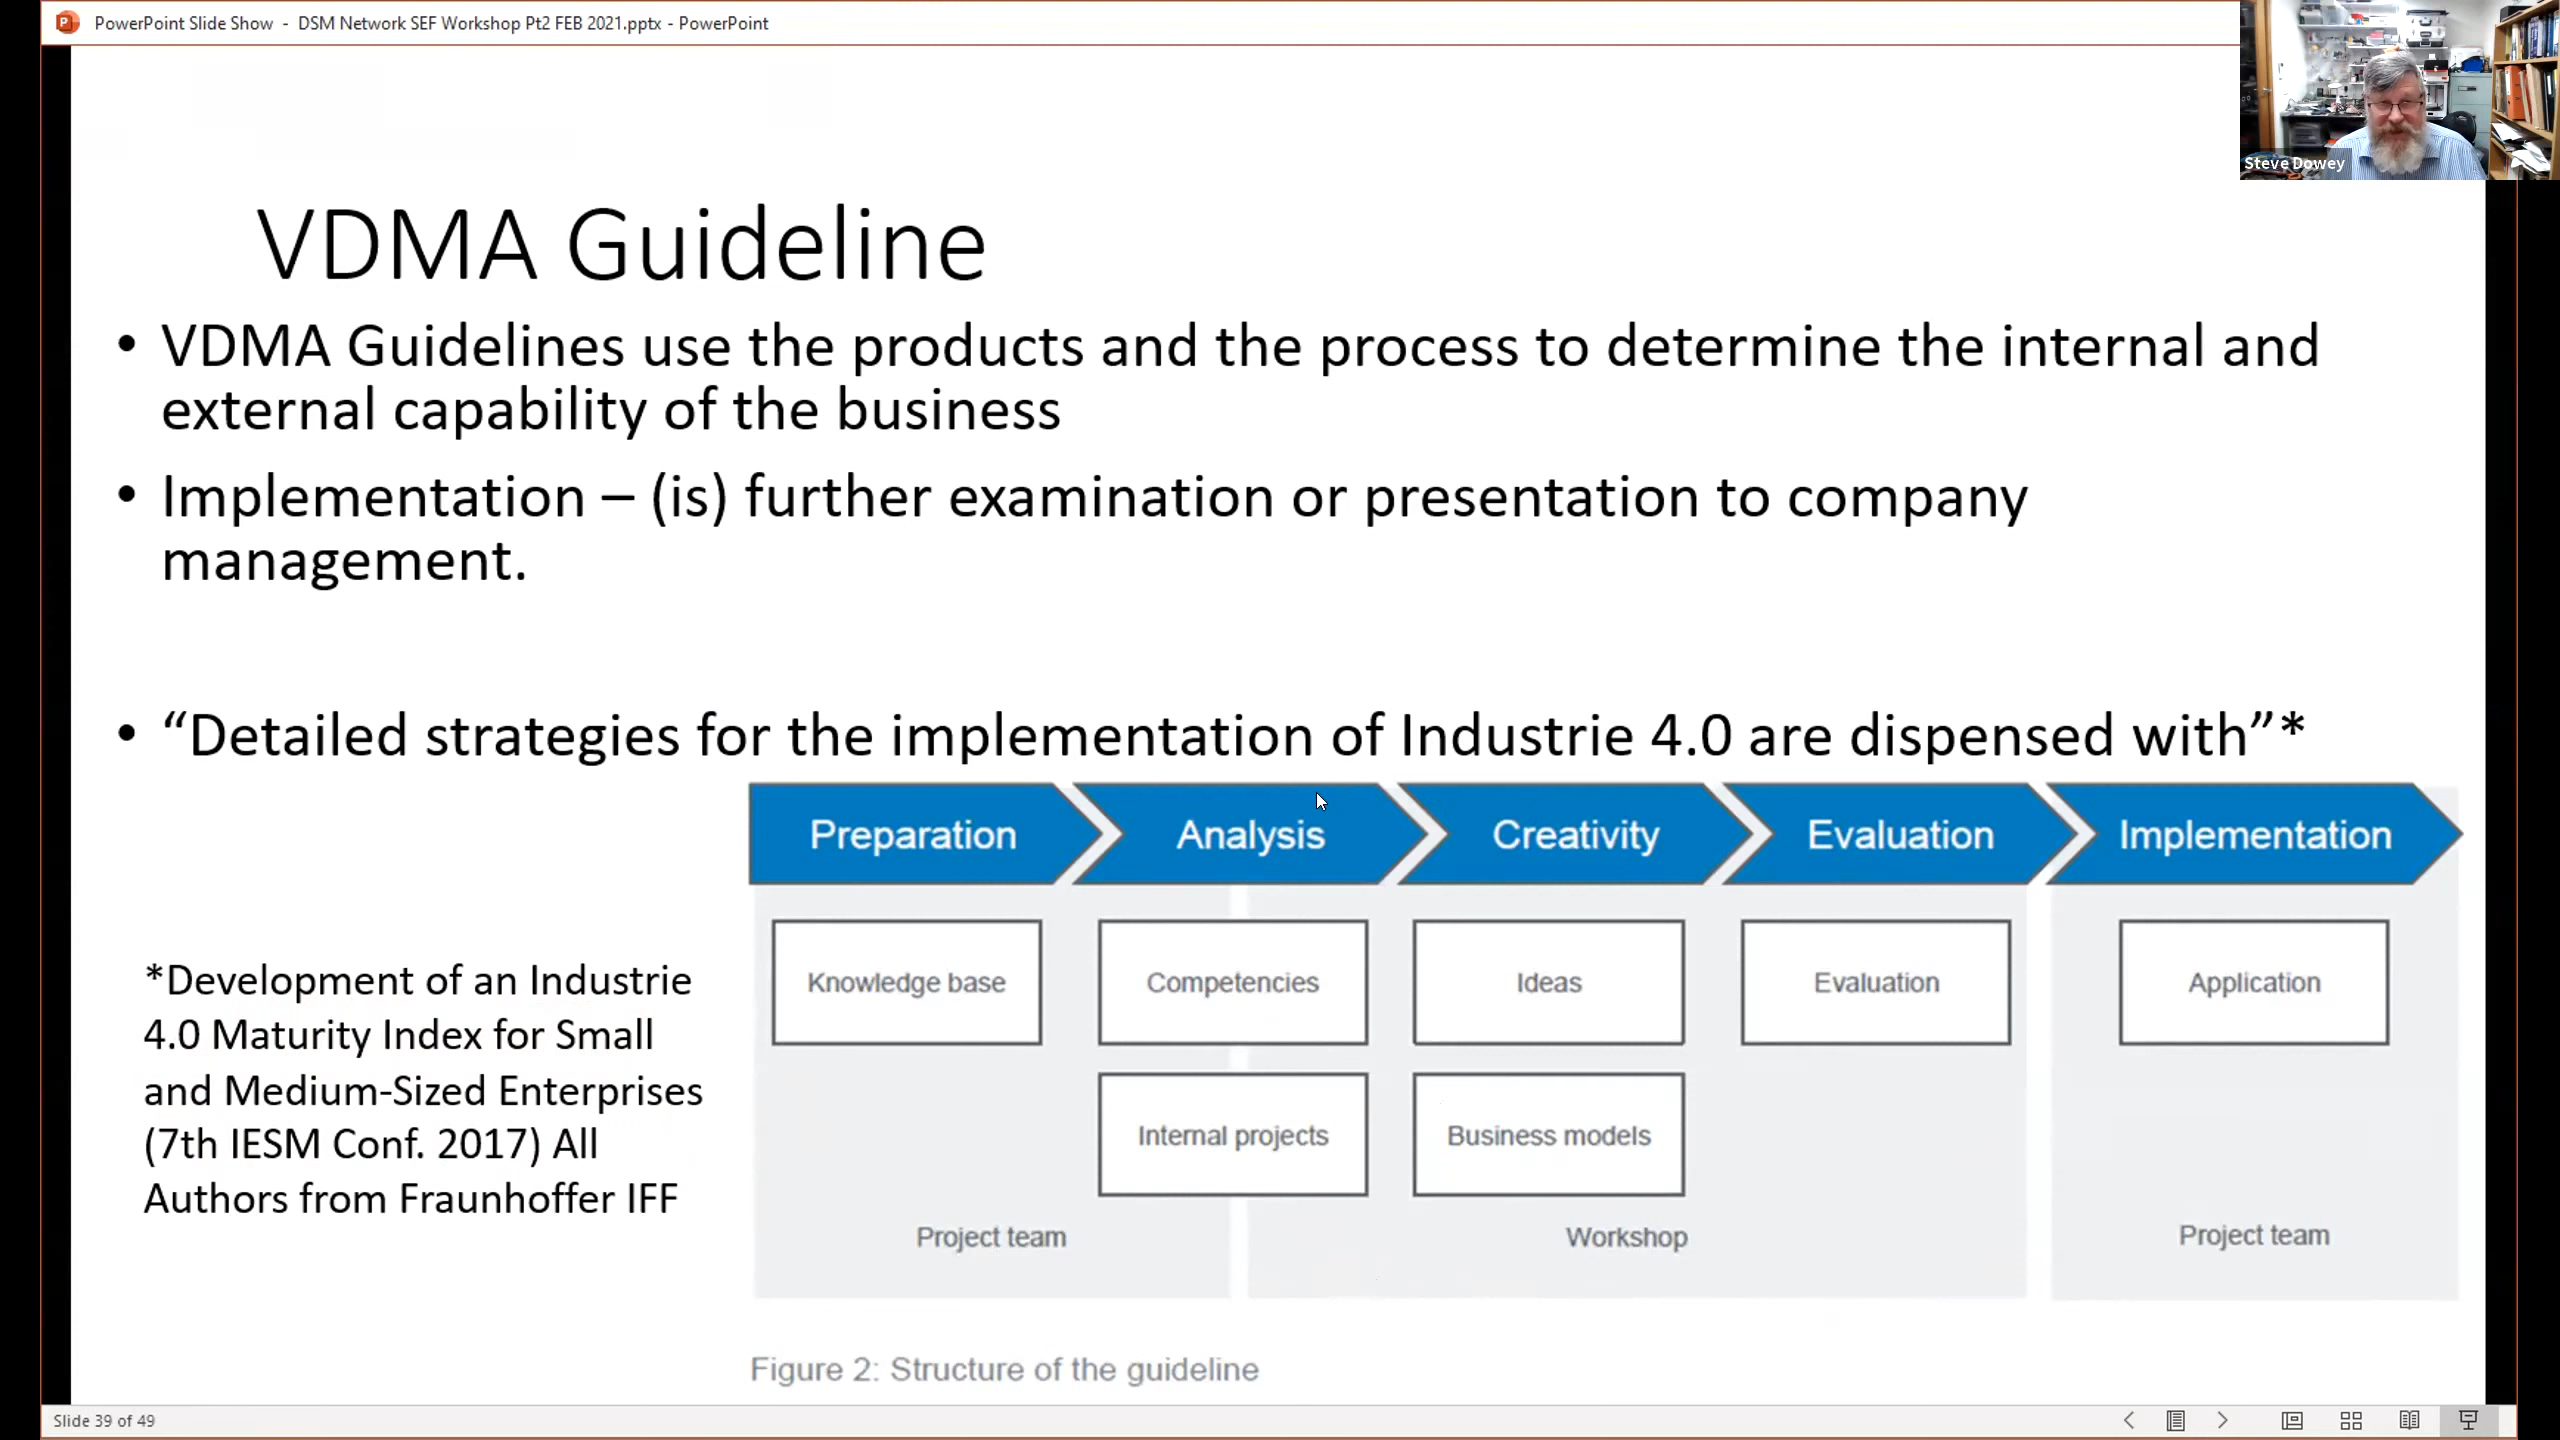 PowerPoint Slide Show - DSM Network SEF Workshop Pt2 FEB 2021.pptx - PowerPoint
Steve Dowey
VDMA Guideline
• VDMA Guidelines use the products and the process to determine the internal and
external capability of the business
• Implementation – (is) further examination or presentation to company
management.
• “Detailed strategies for the implementation of Industrie 4.0 are dispensed with”*
Preparation Analysis Creativity Evaluation Implementation
Knowledge base Competencies Ideas Evaluation Application
Internal projects Business models
Project team Workshop Project team
*Development of an Industrie
4.0 Maturity Index for Small
and Medium-Sized Enterprises
(7th IESM Conf. 2017) All
Authors from Fraunhoffer IFF
Figure 2: Structure of the guideline
Slide 39 of 49